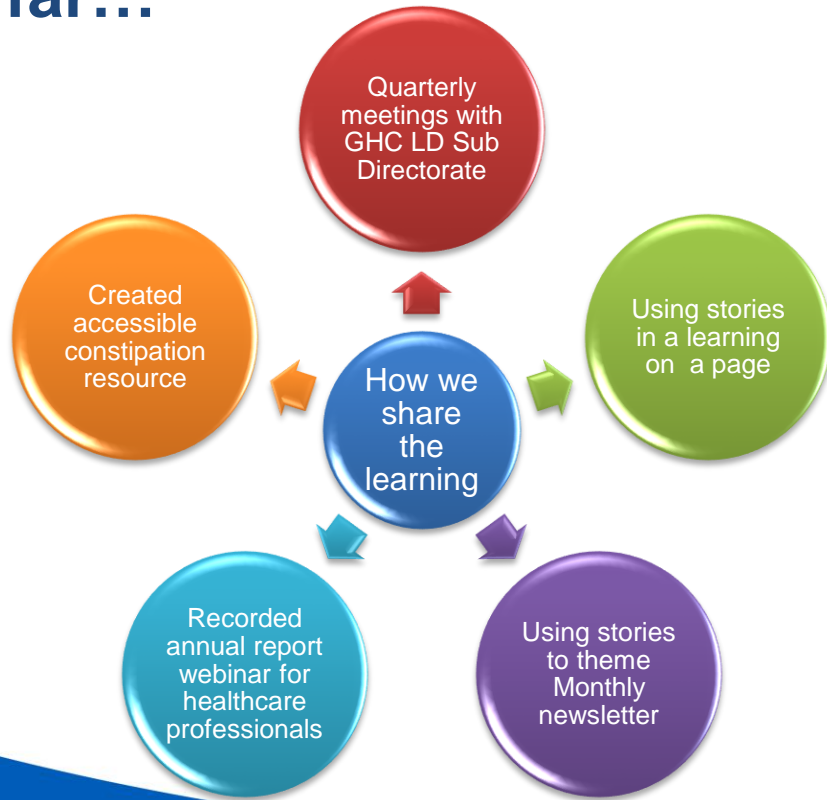 far...
Quarterly
meetings with
GHC LD Sub
Directorate
Created
accessible
constipation
resource
Using stories
in a learning
on a page
How we
share
the
learning
Recorded
annual report
webinar for
healthcare
professionals
Using stories
to theme
Monthly
newsletter